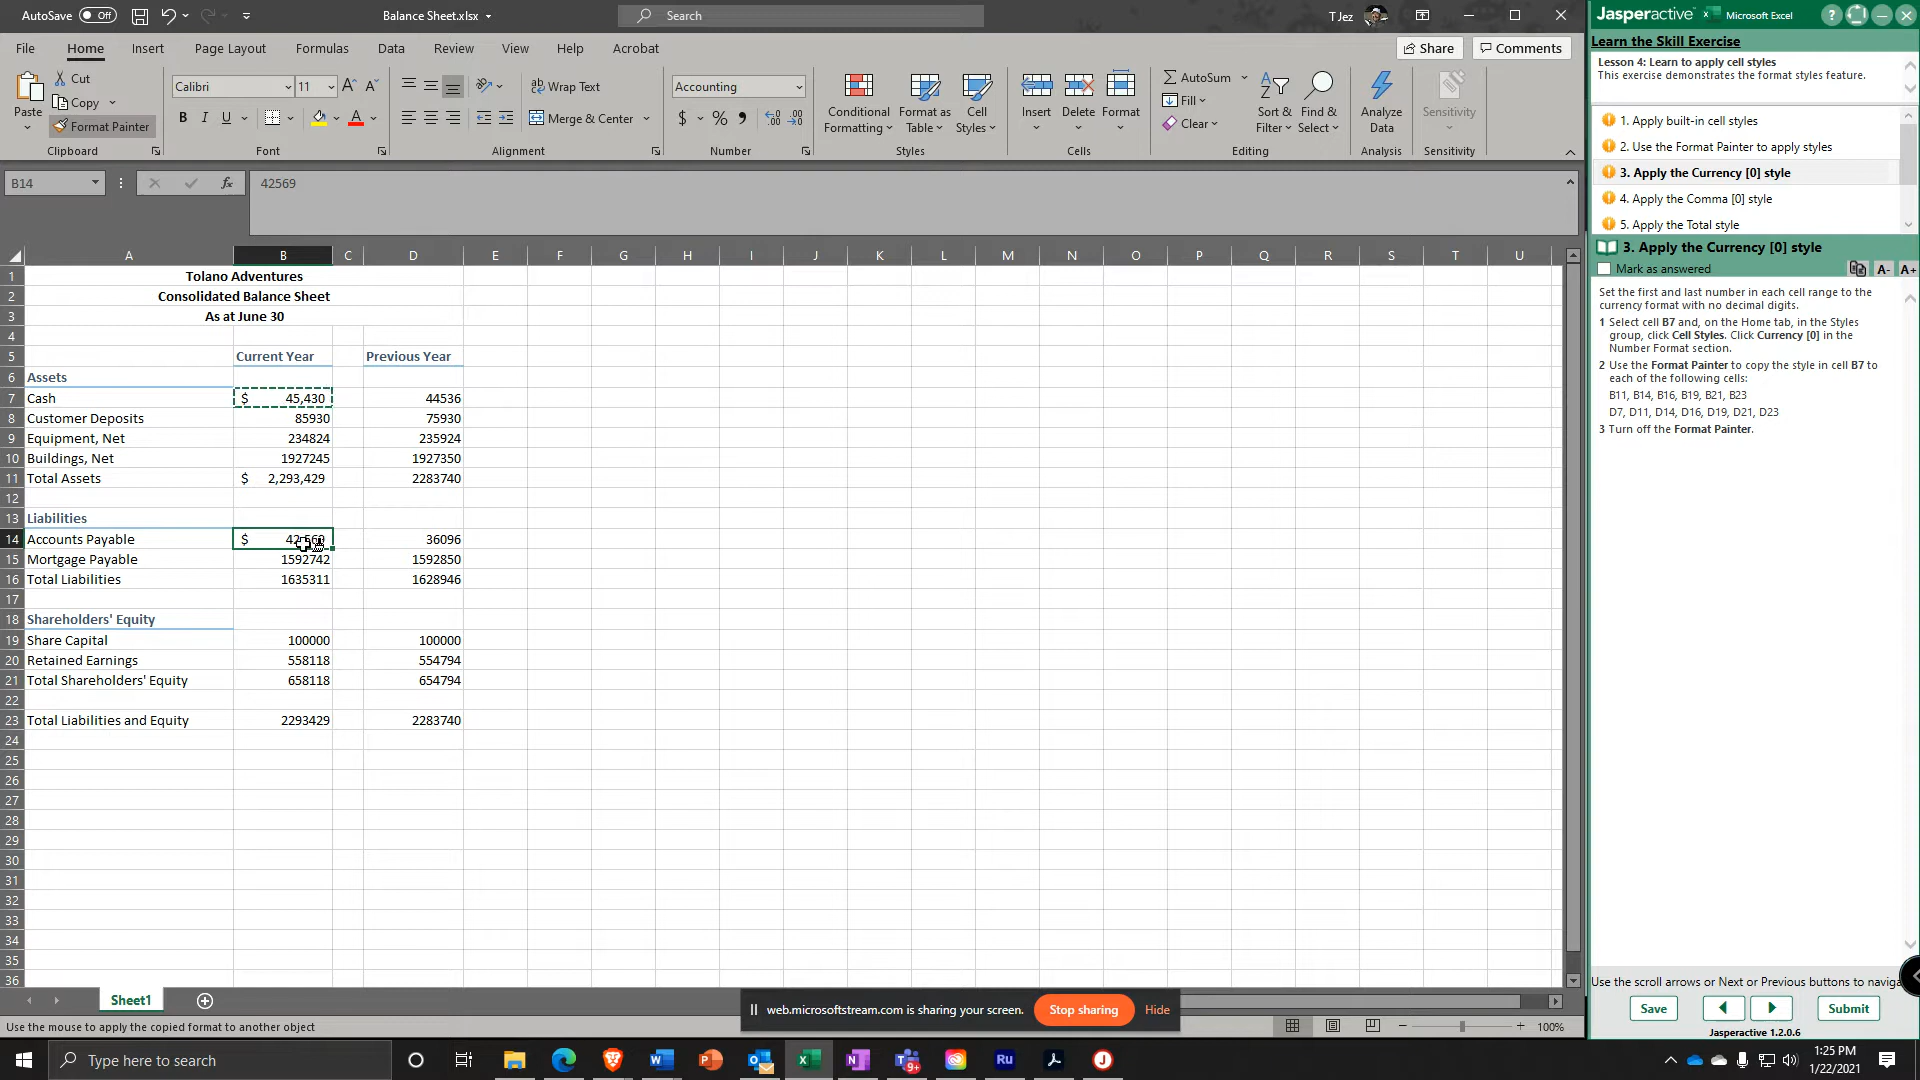 AutoSave Off
Balance Sheet.xlsx
Search
T Jez
File Home Insert Draw Page Layout Formulas Data Review View Help Acrobat
Share
Comments
Paste
Cut
Copy
Format Painter
Clipboard
Calibri 11
B I U
Font
Wrap Text
Merge & Center
Alignment
Accounting
$ %
Number
Conditional Formatting
Format as Table
Cell Styles
Styles
Insert
Delete
Format
Cells
AutoSum
Fill
Clear
Sort & Filter
Find & Select
Editing
Analyze Data
Analysis
Sensitivity
Sensitivity
B14
fx
42569
A B C D E F G H I J K L M N O P Q R S T U
1 Tolano Adventures
2 Consolidated Balance Sheet
3 As at June 30
4
5 Current Year Previous Year
6 Assets
7 Cash $ 45,430 44536
8 Customer Deposits 85930 75930
9 Equipment, Net 234824 235924
10 Buildings, Net 1927245 1927350
11 Total Assets $ 2,293,429 2283740
12
13 Liabilities
14 Accounts Payable $ 36096
15 Mortgage Payable 1592742 1592850
16 Total Liabilities 1635311 1628946
17
18 Shareholders' Equity
19 Share Capital 100000 100000
20 Retained Earnings 558118 554794
21 Total Shareholders' Equity 658118 654794
22
23 Total Liabilities and Equity 2293429 2283740
24
25
26
27
28
29
30
31
32
33
34
35
36
Sheet1
Use the mouse to apply the copied format to another object
web.microsoftstream.com is sharing your screen.
Stop sharing
Hide
100%
Jasperactive Microsoft Excel
Learn the Skill Exercise
Lesson 4: Learn to apply cell styles
This exercise demonstrates the format styles feature.
1. Apply built-in cell styles
2. Use the Format Painter to apply styles
3. Apply the Currency [0] style
4. Apply the Comma [0] style
5. Apply the Total style
3. Apply the Currency [0] style
Mark as answered
A- A+
Set the first and last number in each cell range to the
currency format with no decimal digits.
1 Select cell B7 and, on the Home tab, in the Styles
group, click Cell Styles. Click Currency [0] in the
Number Format section.
2 Use the Format Painter to copy the style in cell B7 to
each of the following cells:
B11, B14, B16, B19, B21, B23
D7, D11, D14, D16, D19, D21, D23
3 Turn off the Format Painter.
Use the scroll arrows or Next or Previous buttons to naviga
Save
Submit
Jasperactive 1.2.0.6
Type here to search
9+
Ru
1:25 PM
1/22/2021